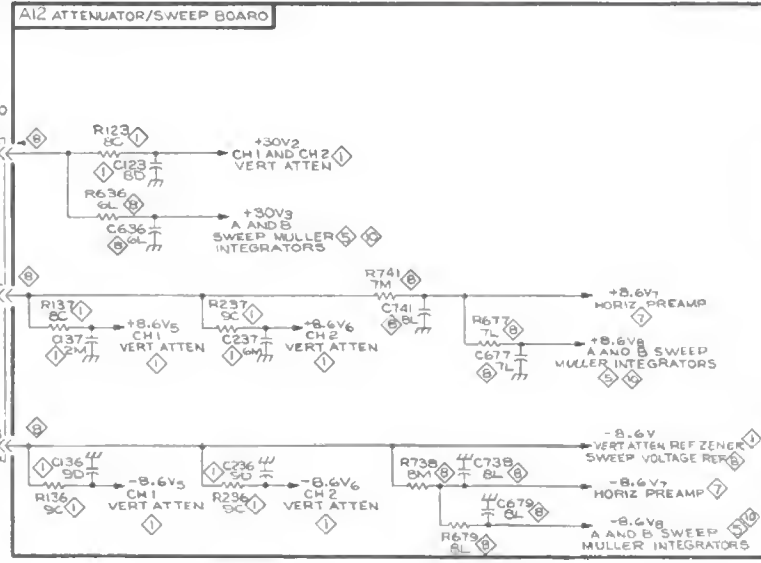 A12 ATTENUATOR/SWEEP BOARD
8
R123 1
8C
1 C123
8D
+30V2
CH 1 AND CH 2 1
VERT ATTEN
R636 8
6L
C636
8 6L
+30V3
A AND B
SWEEP MULLER 5 10
INTEGRATORS
8
R137 1
8C
C137
1 2M
+8.6V5
CH 1
VERT ATTEN
1
R237 1
9C
C237
1 6M
+8.6V6
CH 2
VERT ATTEN
1
R741 8
7M
C741
8 8L
+8.6V7
HORIZ PREAMP
7
R677 8
7L
C677
8 7L
+8.6V8
A AND B SWEEP
MULLER INTEGRATORS
5 10
8
1 C136
9D
R136 1
9C
-8.6V5
CH 1
VERT ATTEN
1
1 C236
9D
R236 1
9C
-8.6V6
CH 2
VERT ATTEN
1
-8.6V
VERT ATTEN REF ZENER 1
SWEEP VOLTAGE REF 8
R738 8
8M
C738 8
8L
-8.6V7
HORIZ PREAMP 7
C679 8
8L
R679 8
8L
-8.6V8
A AND B SWEEP 5 10
MULLER INTEGRATORS